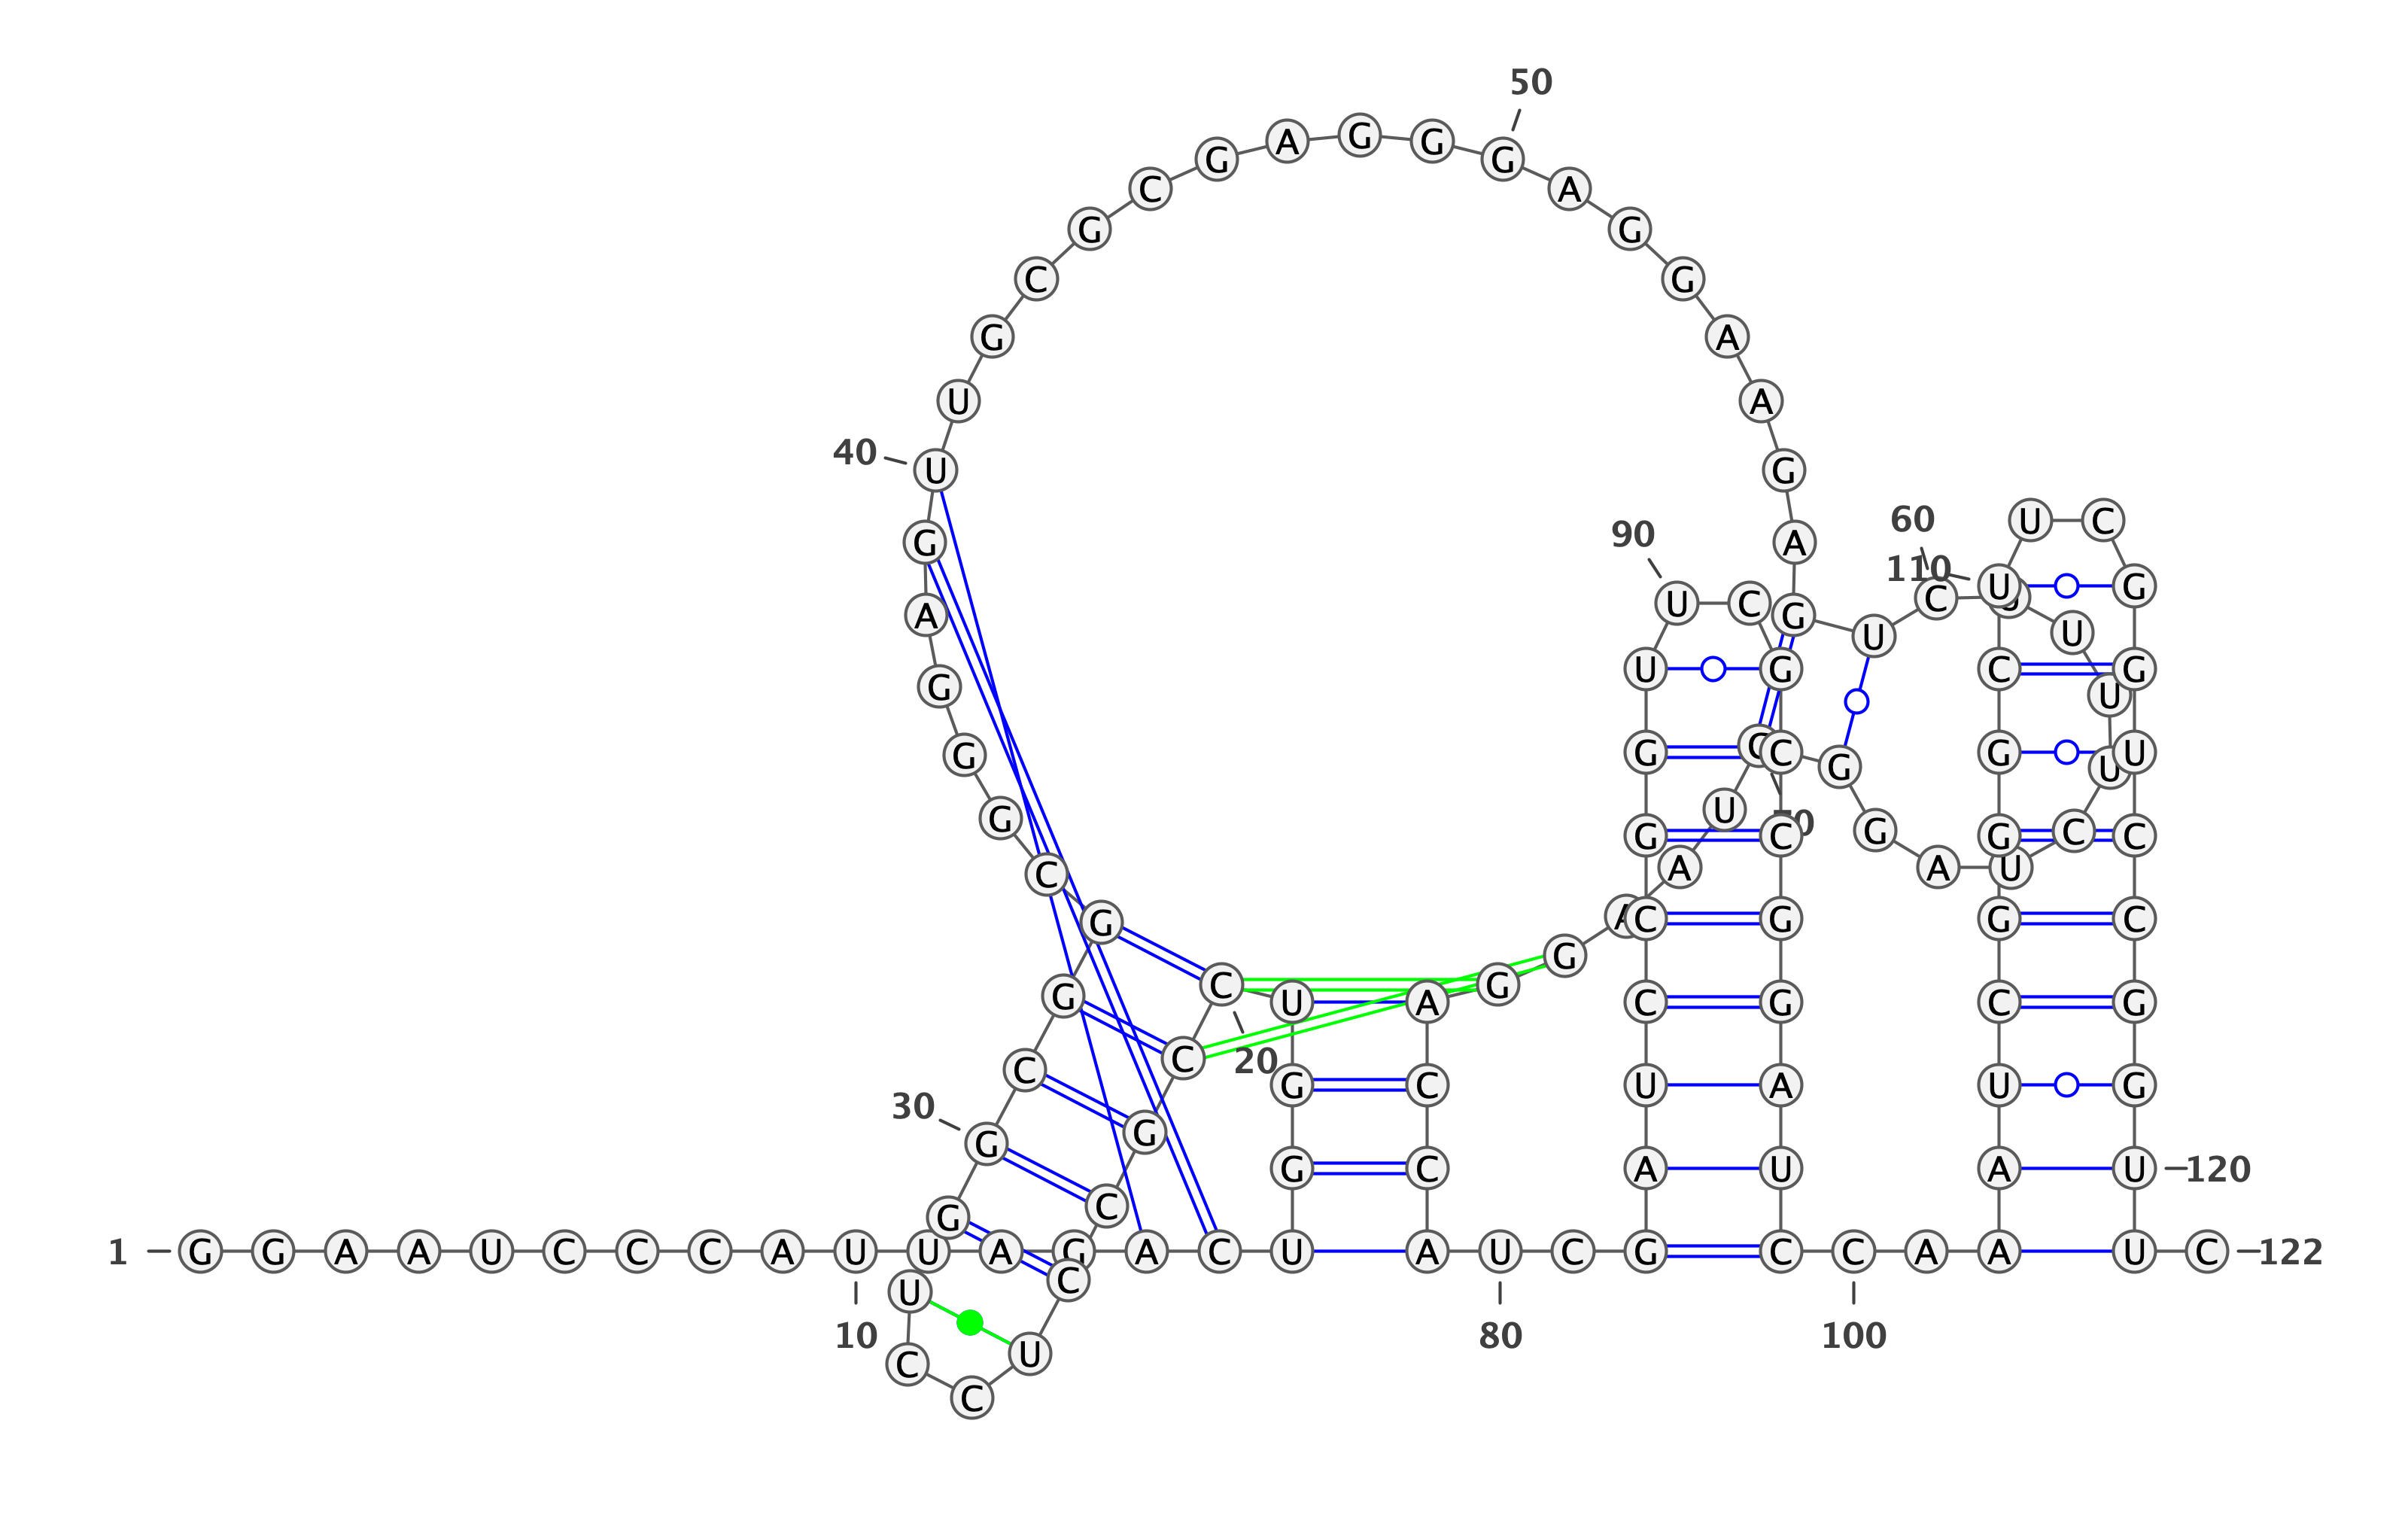 50
G A G G G
C A
G G
C G
G A
U A
40 U G
60 U C
90
G A
110 U G
U C G C
A U U
U G C G
G U
G G C G G U U
U
G G C G G C C
C A A U
G A C G G C
G
G C U A G C G C G
C C 20 G C U A U G
30 G G
G C A U A U 120
G C
1 G G A A U C C C A U U A G A C U A U C G C C A A U C 122
U C
10 80 100
C U
C